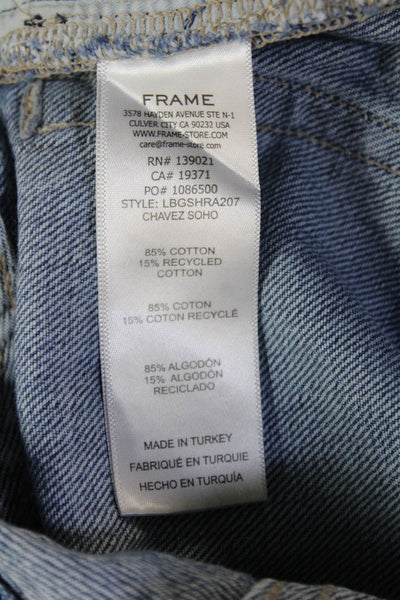 FRAME
3578 HAYDEN AVENUE STE N-1
CULVER CITY CA 90232 USA
WWW.FRAME-STORE.COM
care@frame-store.com
RN# 139021
CA# 19371
PO# 1086500
STYLE: LBGSHRA207
CHAVEZ SOHO
85% COTTON
15% RECYCLED
COTTON
85% COTON
15% COTON RECYCLÉ
85% ALGODÓN
15% ALGODÓN
RECICLADO
MADE IN TURKEY
FABRIQUÉ EN TURQUIE
HECHO EN TURQUÍA